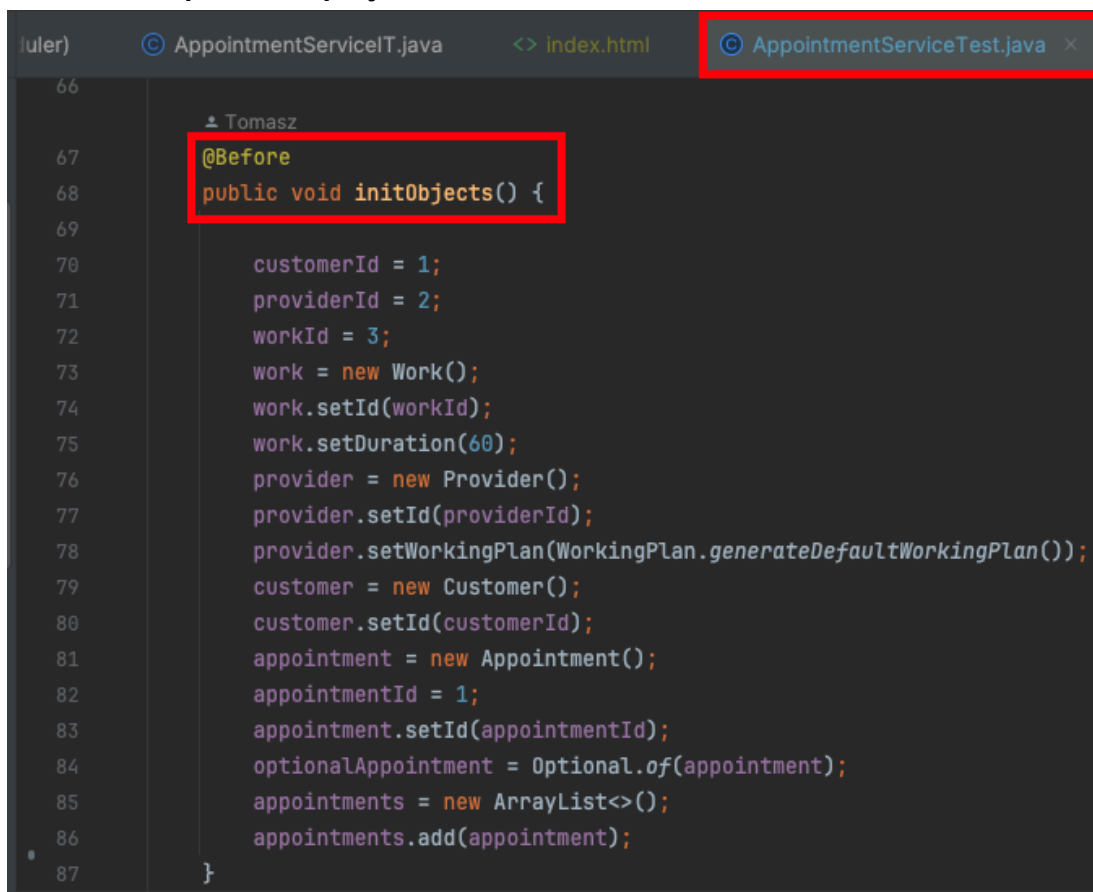 AppointmentServiceIT.java <> index.html AppointmentServiceTest.java ×
66
Tomasz
67 @Before
68 public void initObjects() {
69
70 customerId = 1;
71 providerId = 2;
72 workId = 3;
73 work = new Work();
74 work.setId(workId);
75 work.setDuration(60);
76 provider = new Provider();
77 provider.setId(providerId);
78 provider.setWorkingPlan(WorkingPlan.generateDefaultWorkingPlan());
79 customer = new Customer();
80 customer.setId(customerId);
81 appointment = new Appointment();
82 appointmentId = 1;
83 appointment.setId(appointmentId);
84 optionalAppointment = Optional.of(appointment);
85 appointments = new ArrayList<>();
86 appointments.add(appointment);
87 }